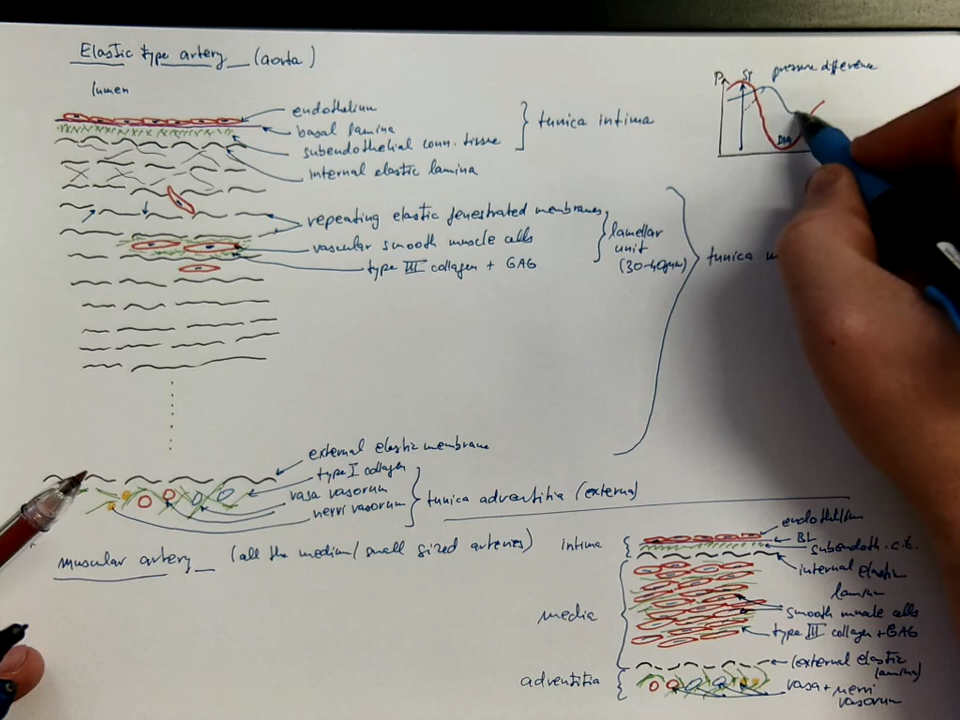 Elastic type artery (aorta)
lumen
endothelium
basal lamina
subendothelial conn. tissue
internal elastic lamina
} tunica intima
repeating elastic fenestrated membranes
vascular smooth muscle cells
type III collagen + GAG
lamellar
unit
(30-40µm)
tunica
P
SY
pressure difference
DIA
external elastic membrane
type I collagen
vasa vasorum
nervi vasorum
tunica adventitia (externa)
muscular artery (all the medium/small sized arteries)
intima
media
adventitia
endothelium
BL
subendoth. c.t.
internal elastic
lamina
smooth muscle cells
type III collagen + GAG
(external elastic
lamina)
vasa + nervi
vasorum